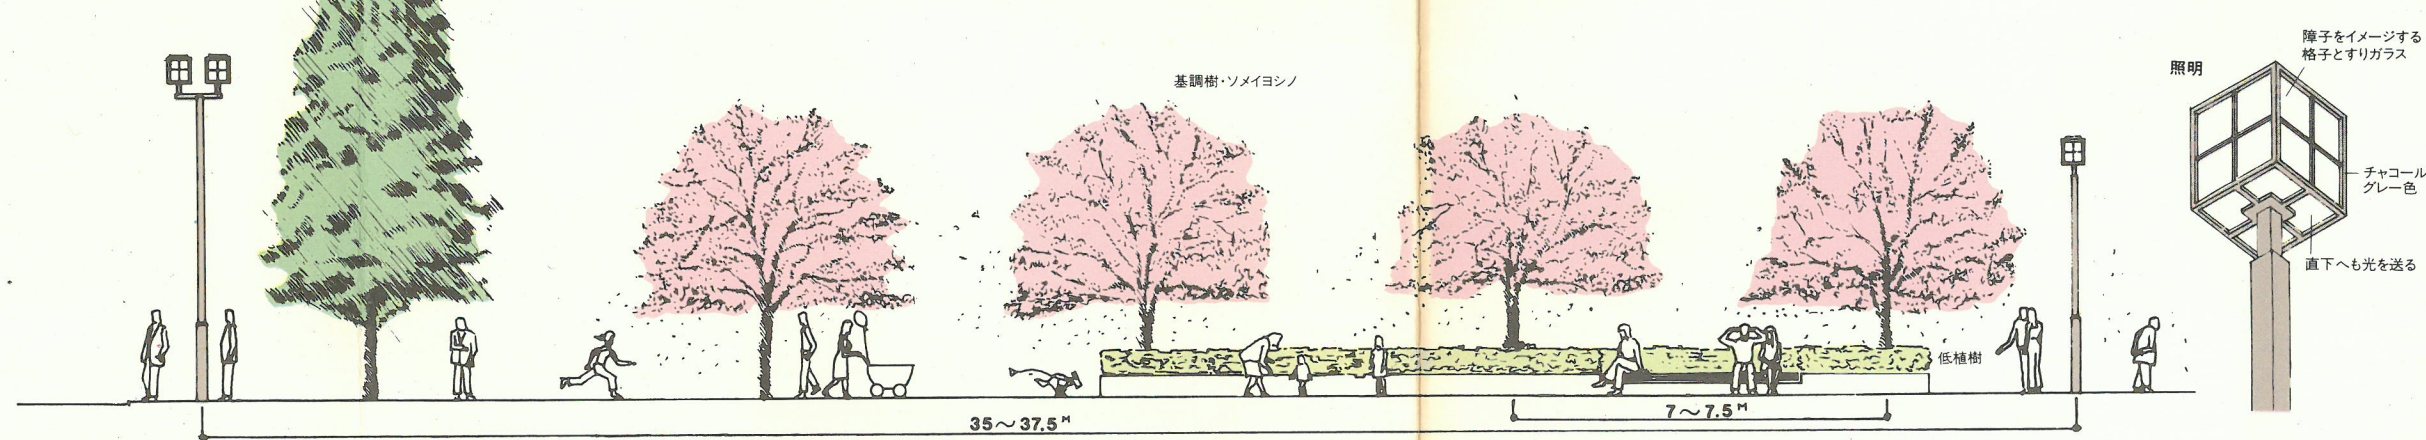 基調樹・ソメイヨシノ
低植樹
35～37.5M
7～7.5M
照明
障子をイメージする
格子とすりガラス
チャコール
グレー色
直下へも光を送る